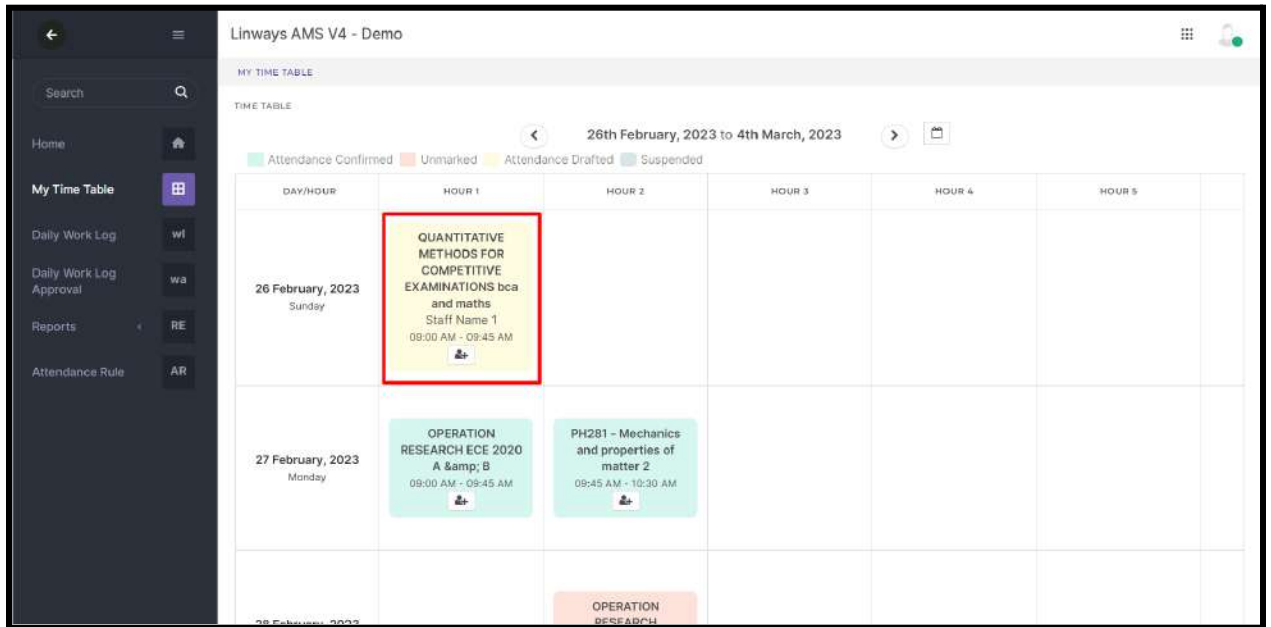 Linways AMS V4 - Demo
Search
Home
My Time Table
Daily Work Log
wl
Daily Work Log
Approval
wa
Reports
RE
Attendance Rule
AR
MY TIME TABLE
TIME TABLE
26th February, 2023 to 4th March, 2023
Attendance Confirmed Unmarked Attendance Drafted Suspended
DAY/HOUR HOUR 1 HOUR 2 HOUR 3 HOUR 4 HOUR 5
26 February, 2023
Sunday
QUANTITATIVE
METHODS FOR
COMPETITIVE
EXAMINATIONS bca
and maths
Staff Name 1
09:00 AM - 09:45 AM
27 February, 2023
Monday
OPERATION
RESEARCH ECE 2020
A &amp; B
09:00 AM - 09:45 AM
PH281 - Mechanics
and properties of
matter 2
09:45 AM - 10:30 AM
28 February, 2023
OPERATION
RESEARCH